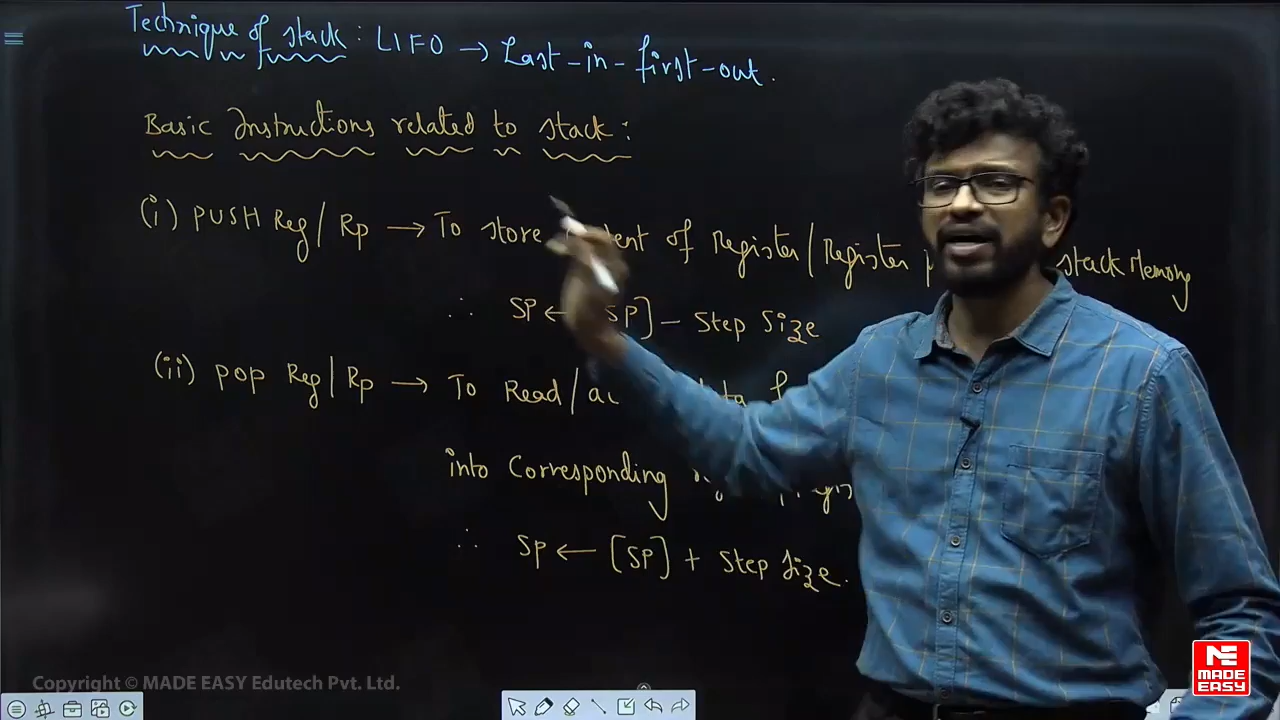 Technique of stack : LIFO → Last-in-first-out.
Basic Instructions related to stack :
(i) PUSH Reg/Rp → To store of Register/Register stack Memory
∴ SP ← SP] – Step Size
(ii) pop Reg/Rp → To Read/
into Corresponding
∴ SP ← [SP] + Step Size.
Copyright © MADE EASY Edutech Pvt. Ltd.
ME
MADE EASY